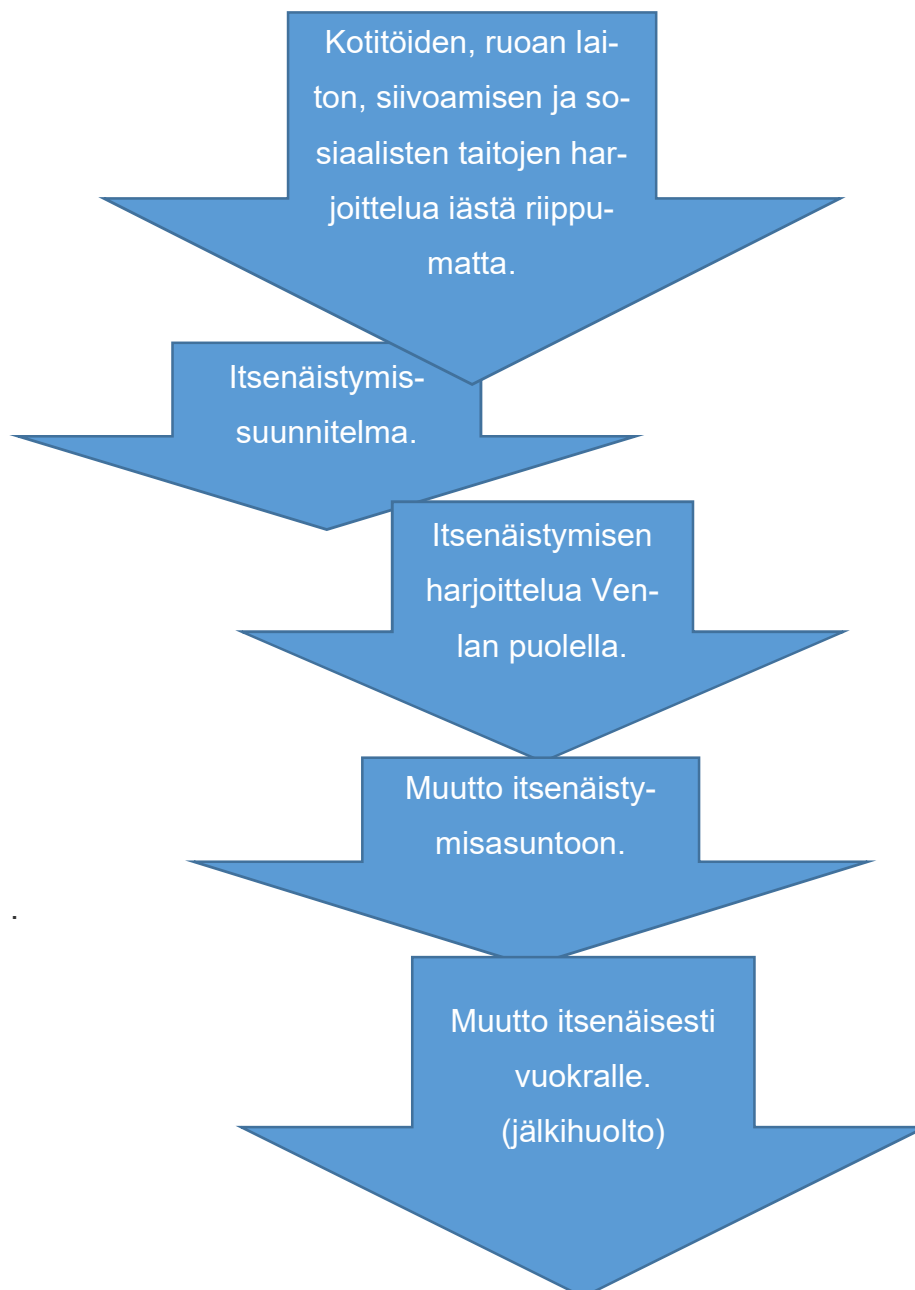 Kotitöiden, ruoan lai-
ton, siivoamisen ja so-
siaalisten taitojen har-
joittelua iästä riippu-
matta.
Itsenäistymis-
suunnitelma.
Itsenäistymisen
harjoittelua Ven-
lan puolella.
Muutto itsenäisty-
misasuntoon.
.
Muutto itsenäisesti
vuokralle.
(jälkihuolto)